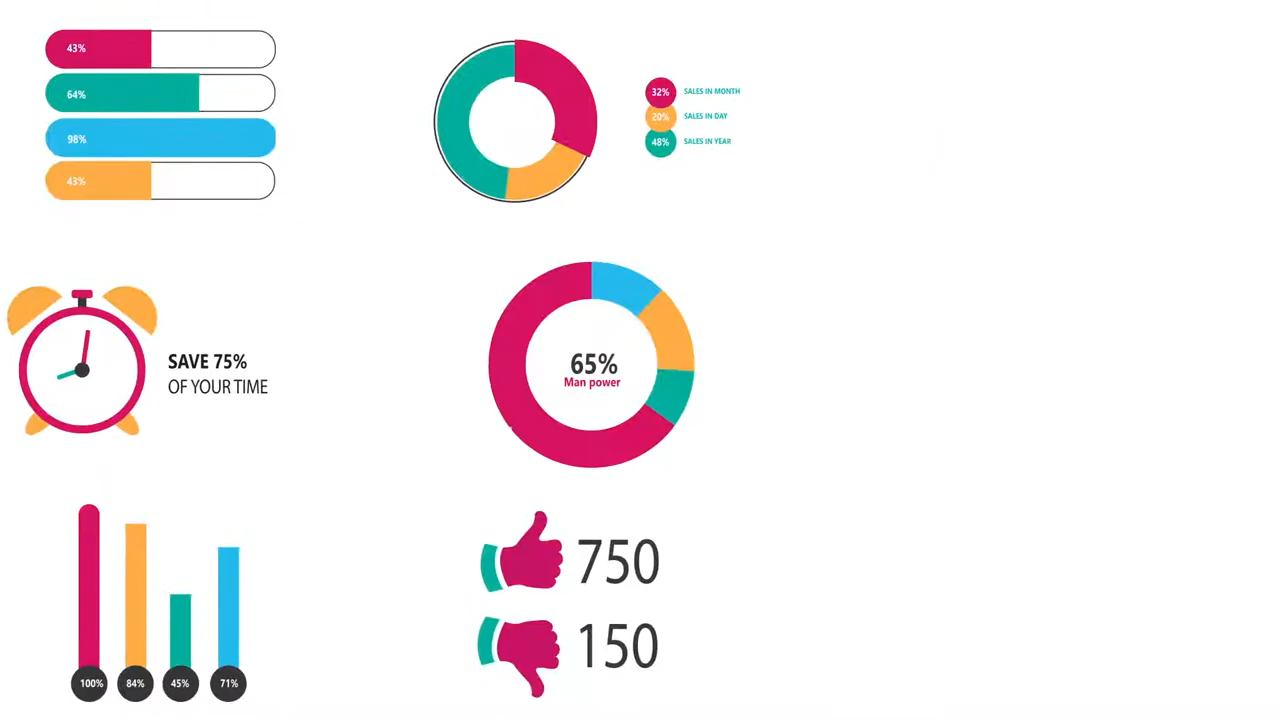 43%
64%
98%
43%
32% SALES IN MONTH
20% SALES IN DAY
48% SALES IN YEAR
SAVE 75%
OF YOUR TIME
65%
Man power
100% 84% 45% 71%
750
150